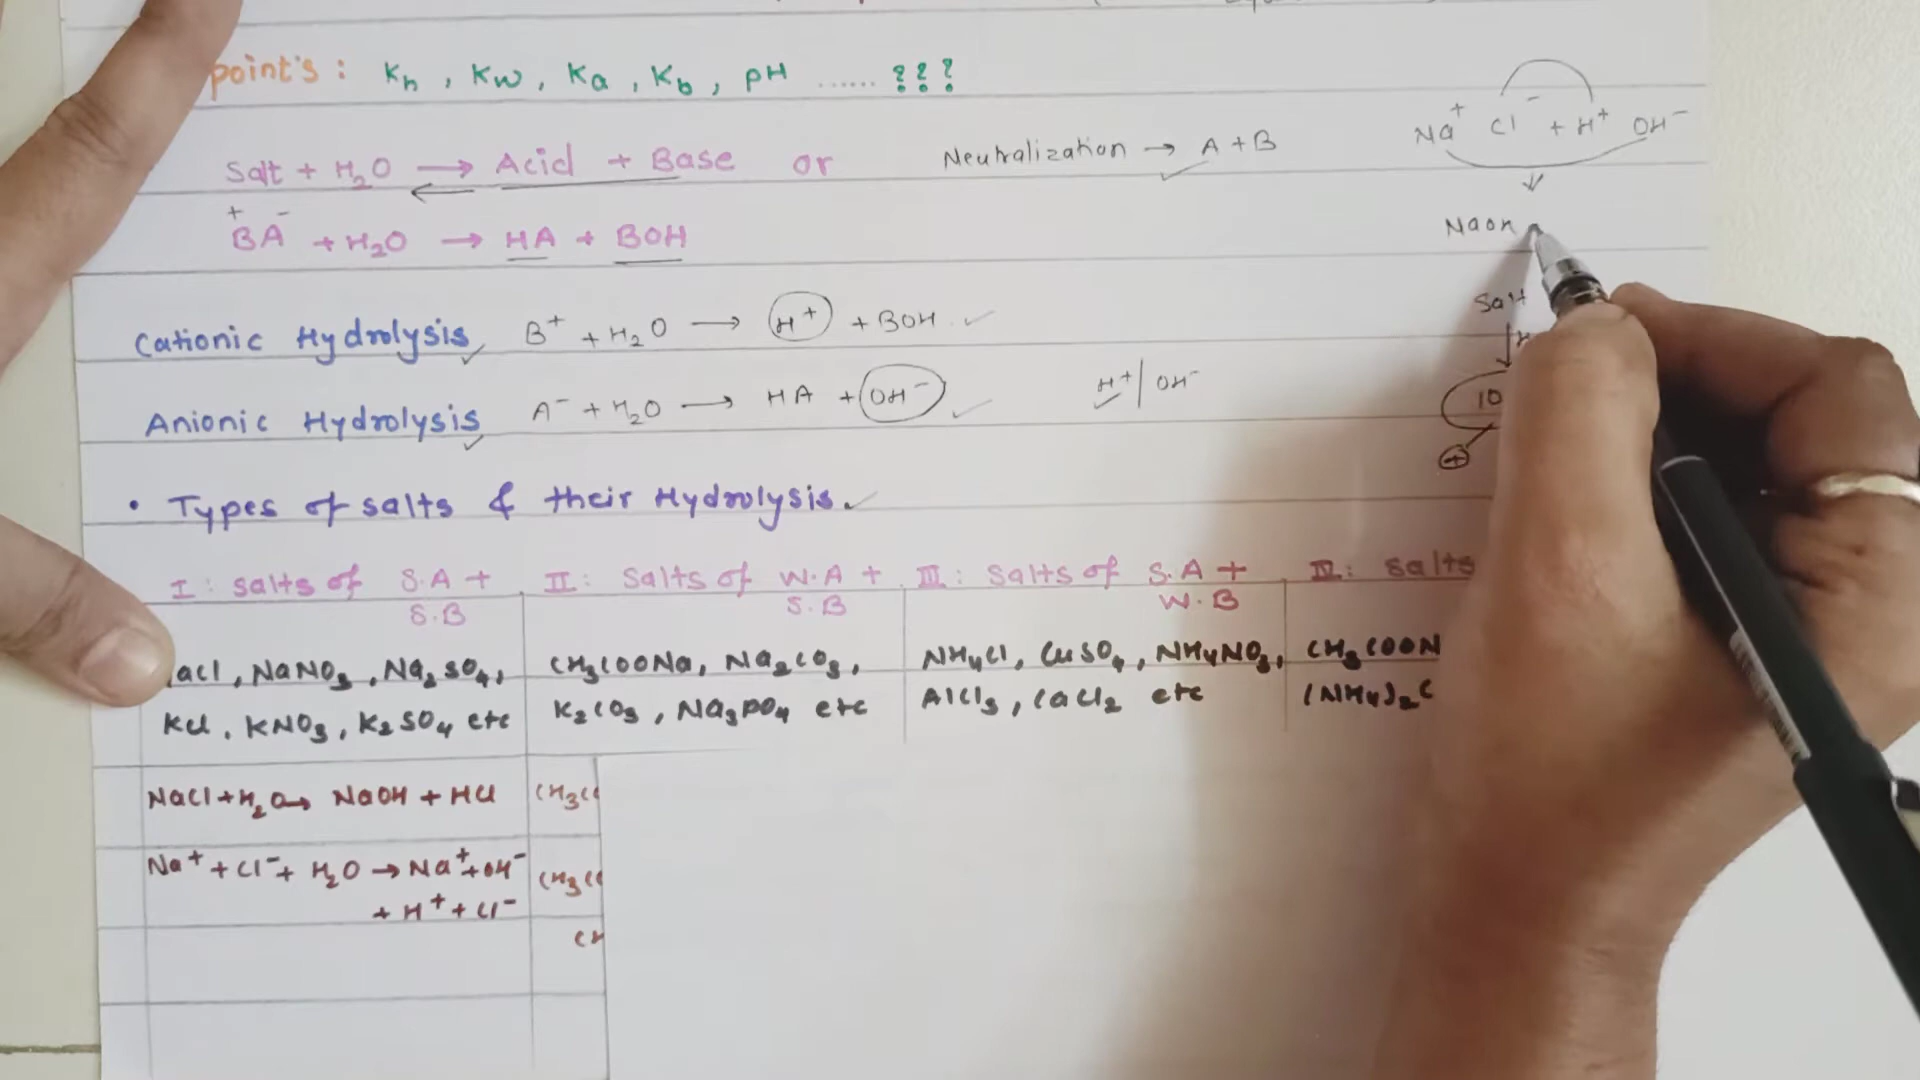 point's : Kh , Kw , Ka , Kb , pH ...... ???
Na⁺ Cl⁻ + H⁺ OH⁻
Salt + H₂O → Acid + Base or
Neutralization → A + B
B⁺A⁻ + H₂O → HA + BOH
NaOH
Cationic Hydrolysis B⁺ + H₂O → H⁺ + BOH
Salt
Anionic Hydrolysis A⁻ + H₂O → HA + OH⁻
H⁺ | OH⁻
10
+
• Types of salts & their Hydrolysis.
I : Salts of S.A + S.B
II : Salts of W.A + S.B
III : Salts of S.A + W.B
IV : Salts
aCl , NaNO₃ , Na₂SO₄,
KCl , KNO₃ , K₂SO₄ etc
CH₃COONa, Na₂CO₃,
K₂CO₃ , Na₃PO₄ etc
NH₄Cl, CuSO₄, NH₄NO₃,
AlCl₃ , CaCl₂ etc
CH₃COON
(NH₄)₂C
NaCl + H₂O → NaOH + HCl
CH₃C
Na⁺ + Cl⁻ + H₂O → Na⁺ + OH⁻
+ H⁺ + Cl⁻
CH₃C
CH